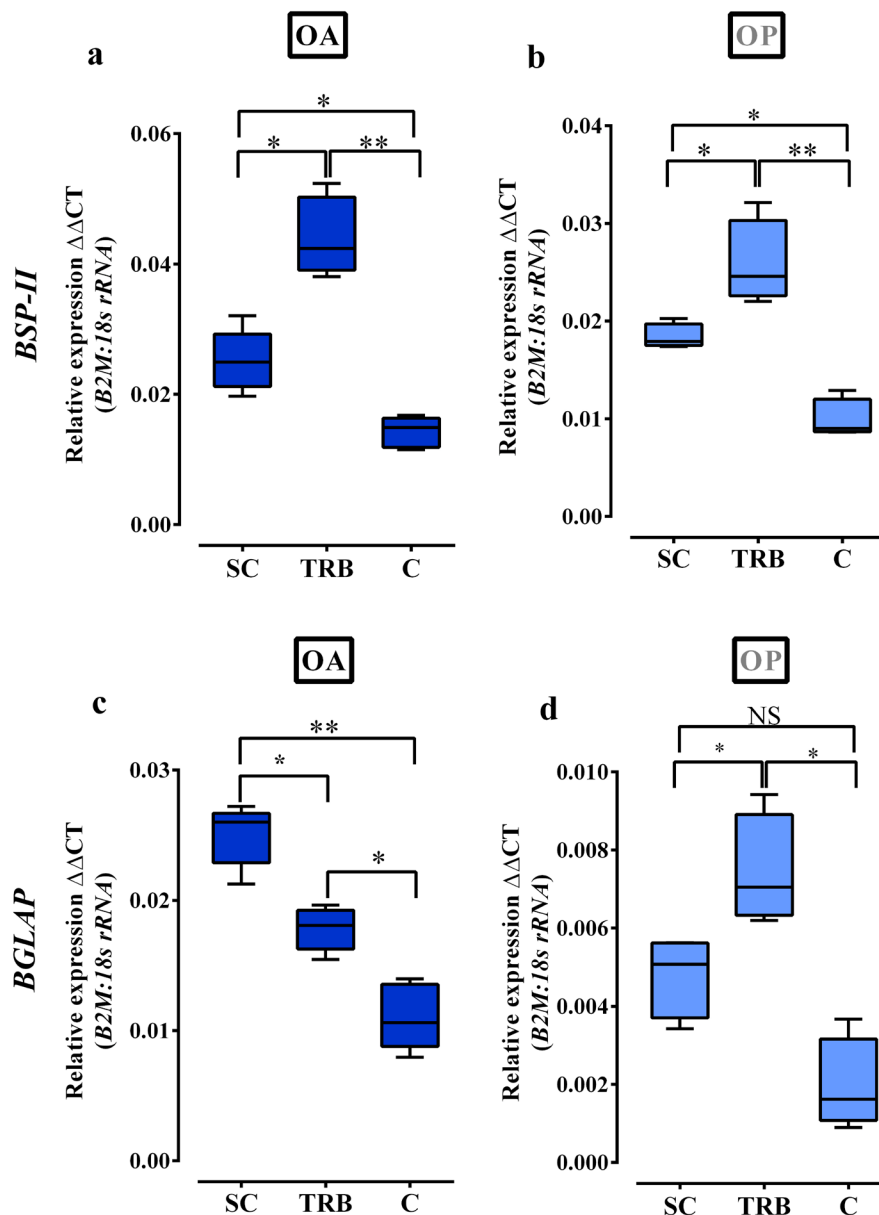 a
OA
BSP-II
Relative expression ΔΔCT
(B2M:18s rRNA)
0.06
0.04
0.02
0.00
*
*
**
SC TRB C
b
OP
Relative expression ΔΔCT
(B2M:18s rRNA)
0.04
0.03
0.02
0.01
0.00
*
*
**
SC TRB C
c
OA
BGLAP
Relative expression ΔΔCT
(B2M:18s rRNA)
0.03
0.02
0.01
0.00
**
*
*
SC TRB C
d
OP
Relative expression ΔΔCT
(B2M:18s rRNA)
0.010
0.008
0.006
0.004
0.002
0.000
NS
*
*
SC TRB C